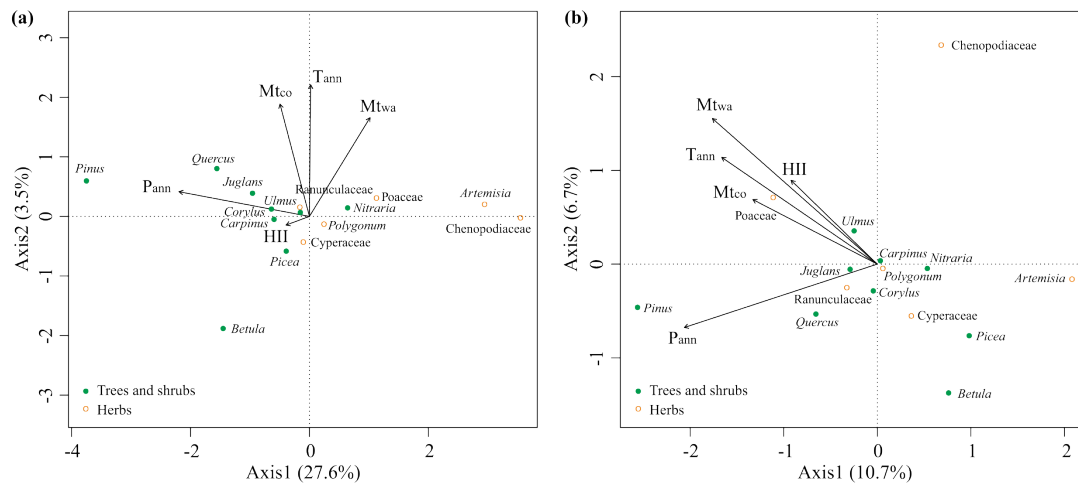 (a)
3
2
1
0
-1
-2
-3
Axis2 (3.5%)
Tann
Mtco
Mtwa
Pinus
Quercus
Pann
Juglans
Ranunculaceae
Poaceae
Artemisia
Ulmus
Corylus
Nitraria
Carpinus
Polygonum
Chenopodiaceae
HII
Cyperaceae
Picea
Betula
Trees and shrubs
Herbs
-4
-2
0
2
Axis1 (27.6%)
(b)
2
1
0
-1
Axis2 (6.7%)
Chenopodiaceae
Mtwa
Tann
HII
Mtco
Poaceae
Ulmus
Carpinus
Nitraria
Juglans
Polygonum
Artemisia
Ranunculaceae
Corylus
Pinus
Quercus
Cyperaceae
Pann
Picea
Betula
Trees and shrubs
Herbs
-2
-1
0
1
2
Axis1 (10.7%)